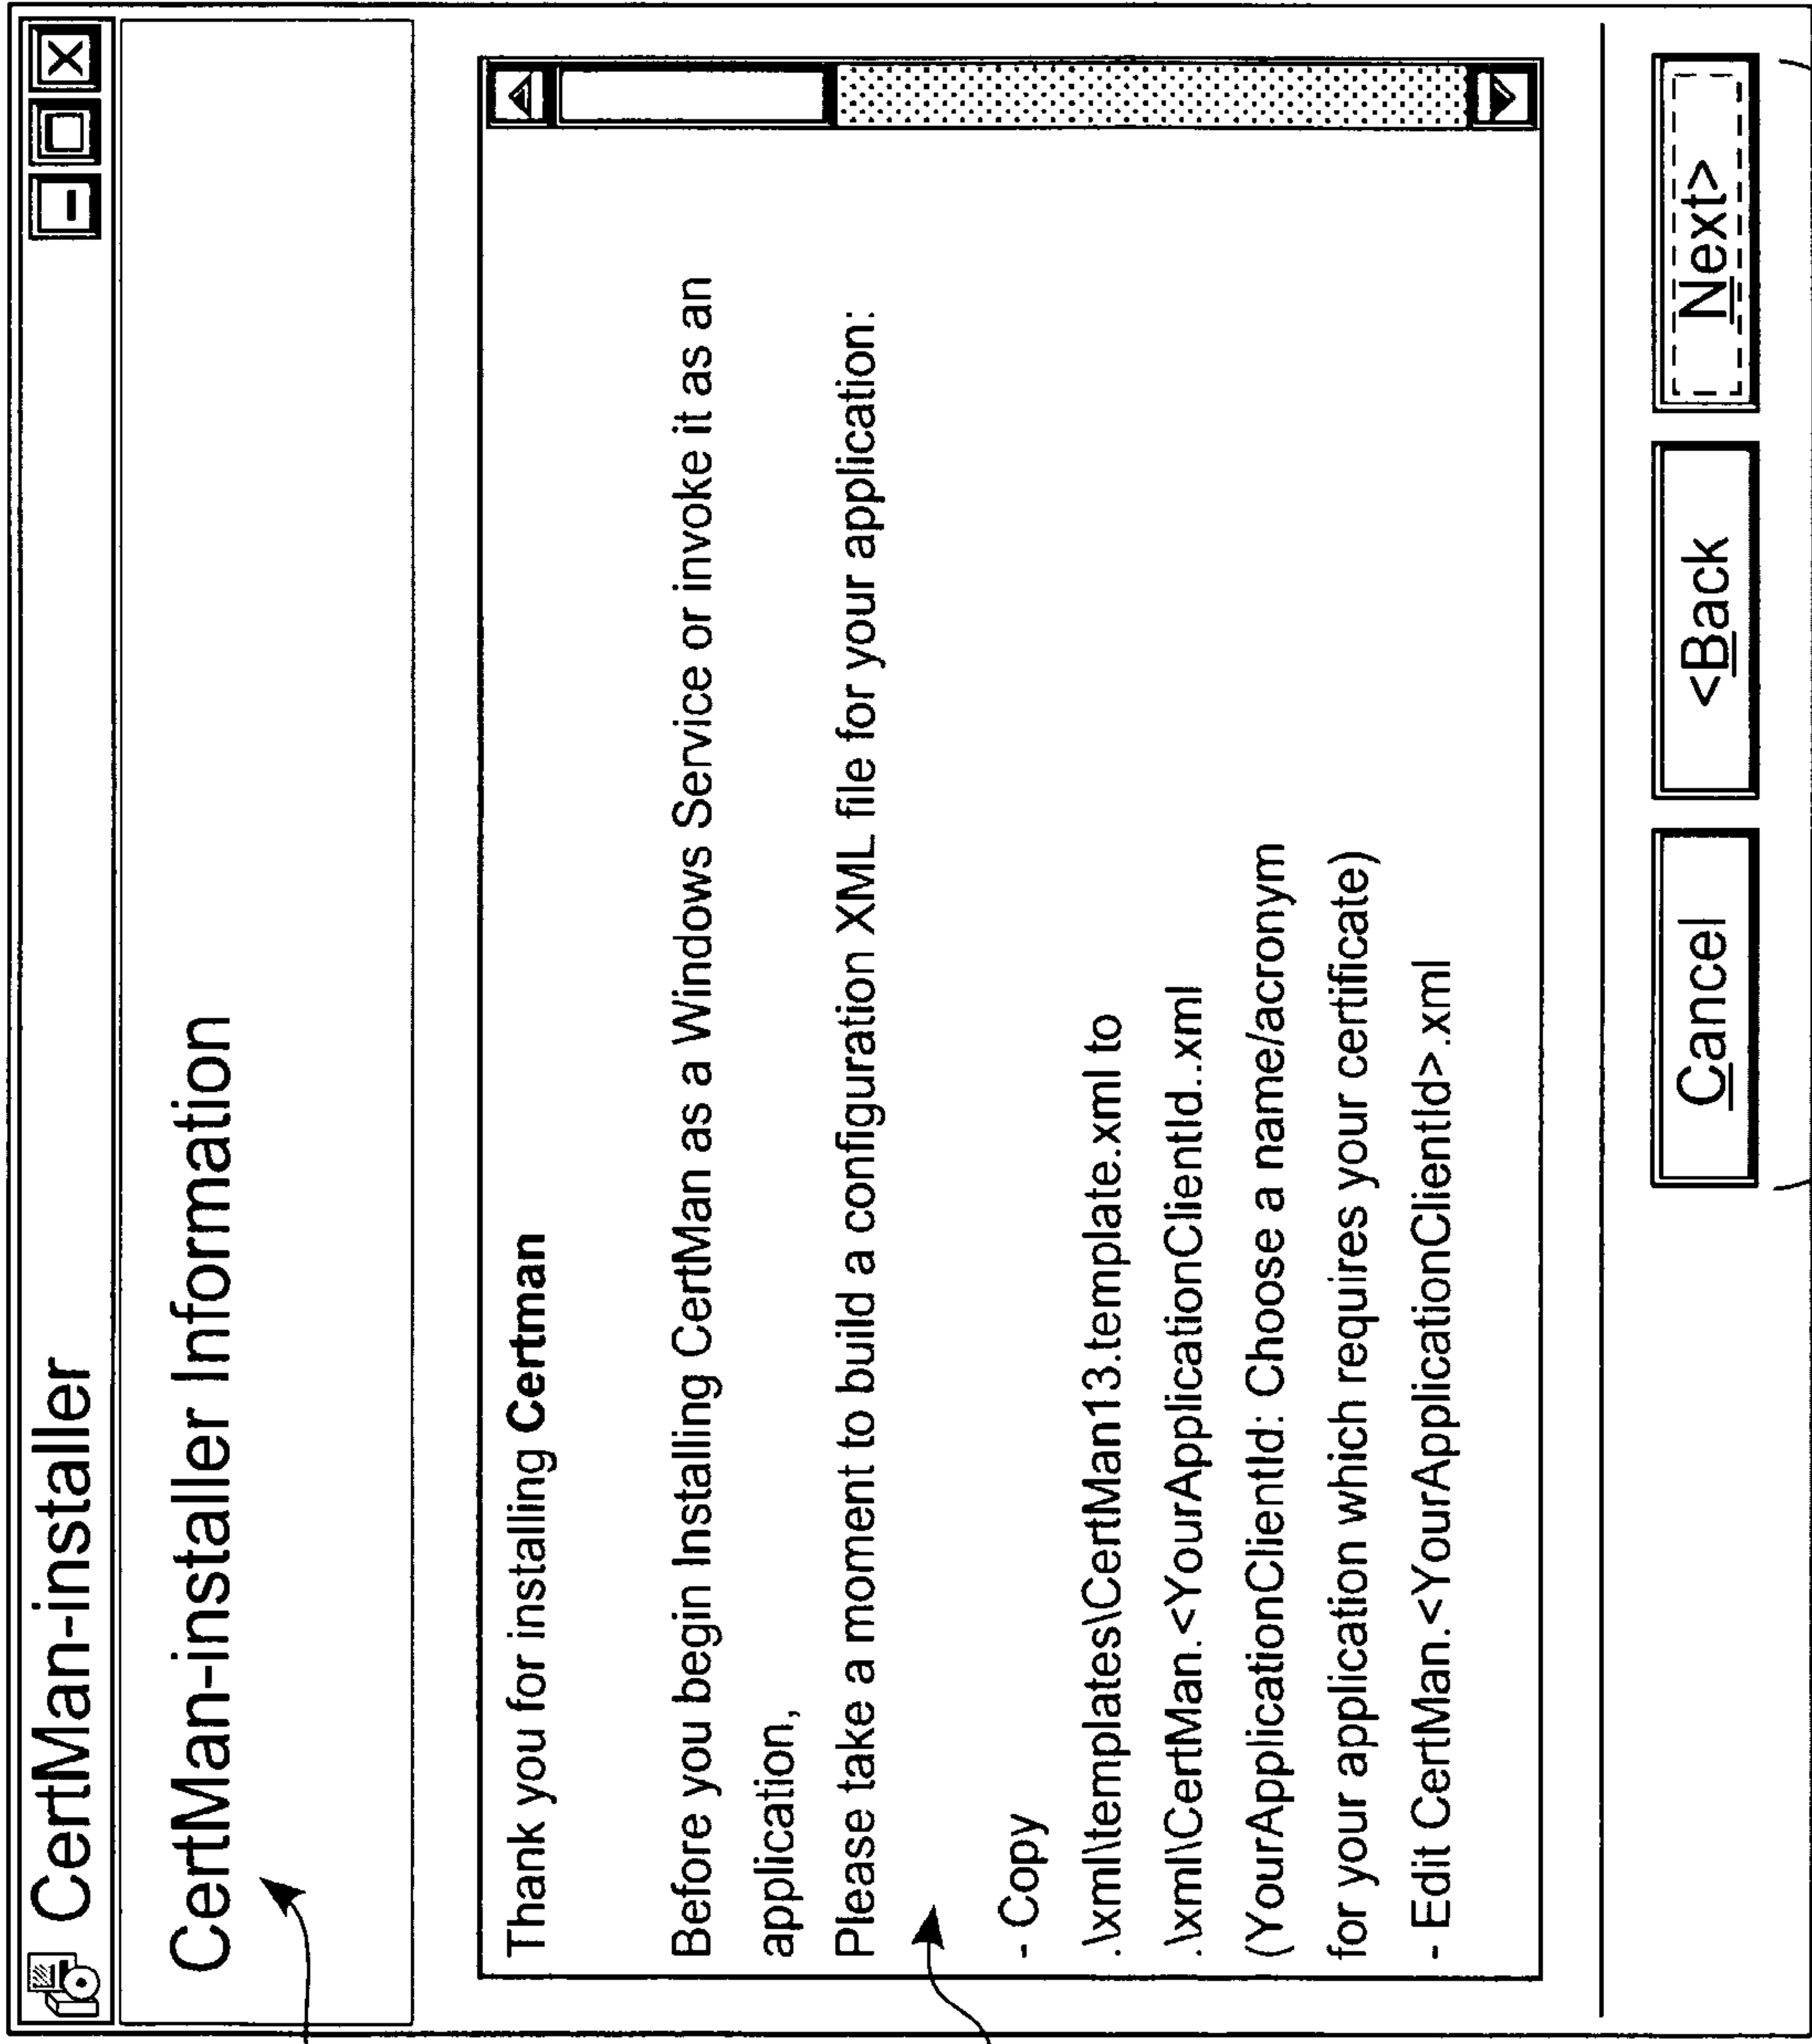 CertMan-installer
CertMan-installer Information
Thank you for installing Certman
Before you begin Installing CertMan as a Windows Service or invoke it as an
application,
Please take a moment to build a configuration XML file for your application:
- Copy
.\xml\templates\CertMan13.template.xml to
.\xml\CertMan.<YourApplicationClientId..xml
(YourApplicationClientId: Choose a name/acronym
for your application which requires your certificate)
- Edit CertMan.<YourApplicationClientId>.xml
Cancel <Back Next>